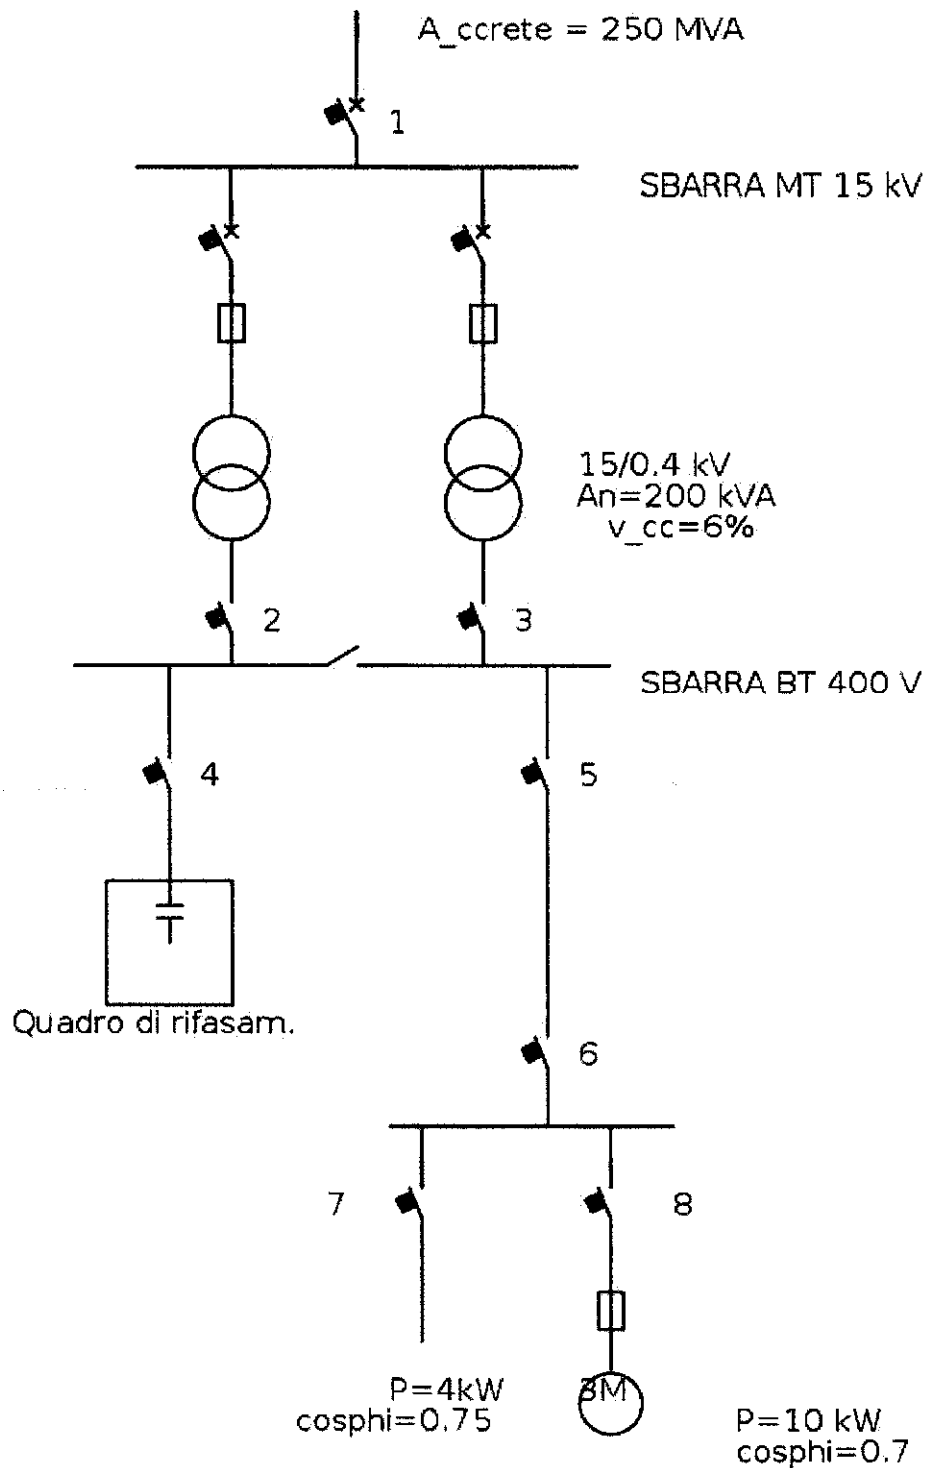 A_ccrete = 250 MVA
1
SBARRA MT 15 kV
15/0.4 kV
An=200 kVA
v_cc=6%
2
3
SBARRA BT 400 V
4
5
Quadro di rifasam.
6
7
8
P=4kW
cosphi=0.75
3M
P=10 kW
cosphi=0.7